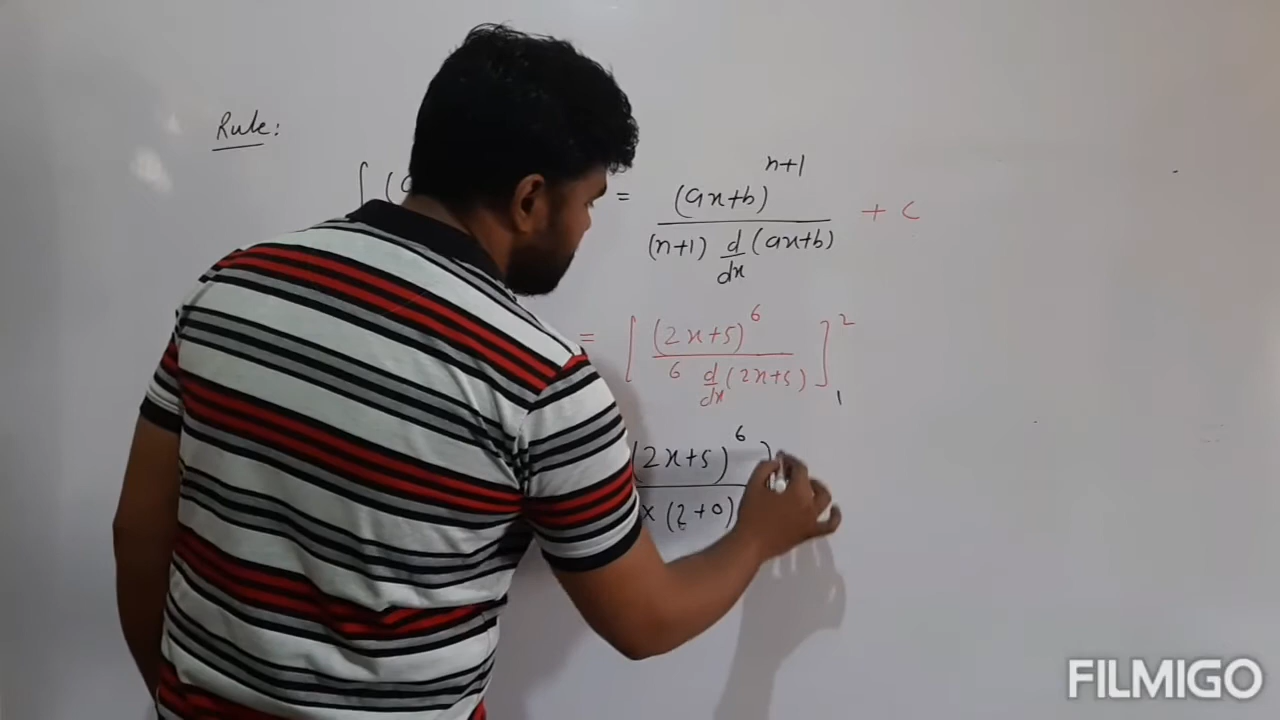 Rule:
∫ (a = (ax+b)^{n+1} / (n+1) d/dx (ax+b) + c
= [ (2x+5)^6 / 6 d/dx (2x+5) ]_1^2
(2x+5)^6 / × (2+0) ]
FILMIGO